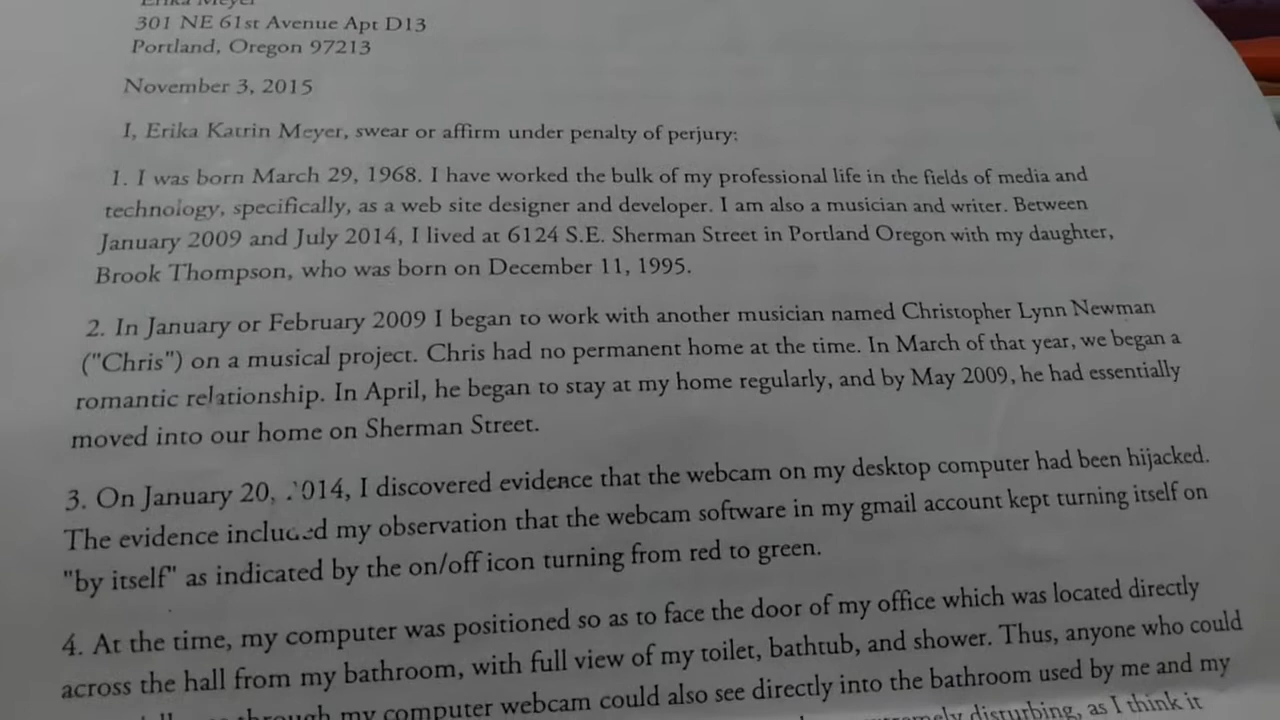 Erika Meyer
301 NE 61st Avenue Apt D13
Portland, Oregon 97213
November 3, 2015
I, Erika Katrin Meyer, swear or affirm under penalty of perjury:
1. I was born March 29, 1968. I have worked the bulk of my professional life in the fields of media and
technology, specifically, as a web site designer and developer. I am also a musician and writer. Between
January 2009 and July 2014, I lived at 6124 S.E. Sherman Street in Portland Oregon with my daughter,
Brook Thompson, who was born on December 11, 1995.
2. In January or February 2009 I began to work with another musician named Christopher Lynn Newman
("Chris") on a musical project. Chris had no permanent home at the time. In March of that year, we began a
romantic relationship. In April, he began to stay at my home regularly, and by May 2009, he had essentially
moved into our home on Sherman Street.
3. On January 20, 2014, I discovered evidence that the webcam on my desktop computer had been hijacked.
The evidence included my observation that the webcam software in my gmail account kept turning itself on
"by itself" as indicated by the on/off icon turning from red to green.
4. At the time, my computer was positioned so as to face the door of my office which was located directly
across the hall from my bathroom, with full view of my toilet, bathtub, and shower. Thus, anyone who could
through my computer webcam could also see directly into the bathroom used by me and my
extremely disturbing, as I think it